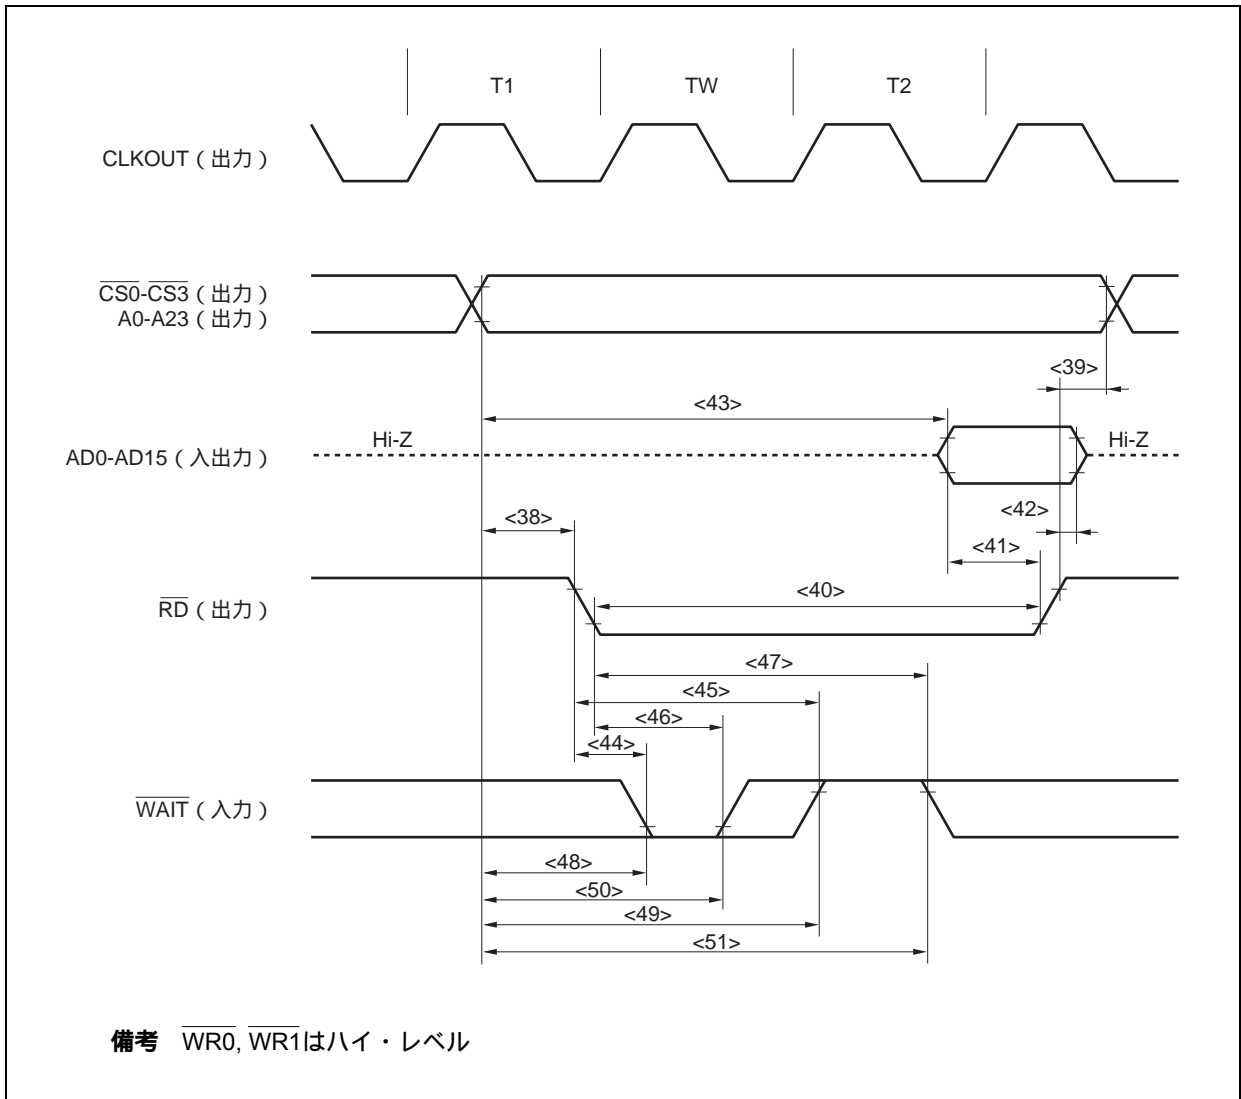 T1 TW T2
CLKOUT（出力）
CS0-CS3（出力）
A0-A23（出力）
<39>
<43>
Hi-Z Hi-Z
AD0-AD15（入出力）
<42>
<38>
<41>
<40>
RD（出力）
<47>
<45>
<46>
<44>
WAIT（入力）
<48>
<50>
<49>
<51>
備考 WR0, WR1はハイ・レベル